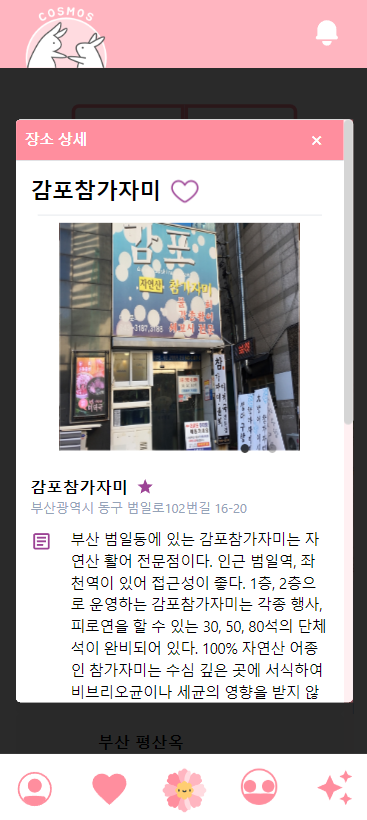 COSMOS
장소 상세
×
감포참가자미
감포
자연산 참가자미
감포참가자미
부산광역시 동구 범일로102번길 16-20
부산 범일동에 있는 감포참가자미는 자
연산 활어 전문점이다. 인근 범일역, 좌
천역이 있어 접근성이 좋다. 1층, 2층으
로 운영하는 감포참가자미는 각종 행사,
피로연을 할 수 있는 30, 50, 80석의 단체
석이 완비되어 있다. 100% 자연산 어종
인 참가자미는 수심 깊은 곳에 서식하여
비브리오균이나 세균의 영향을 받지 않
부산 평산옥